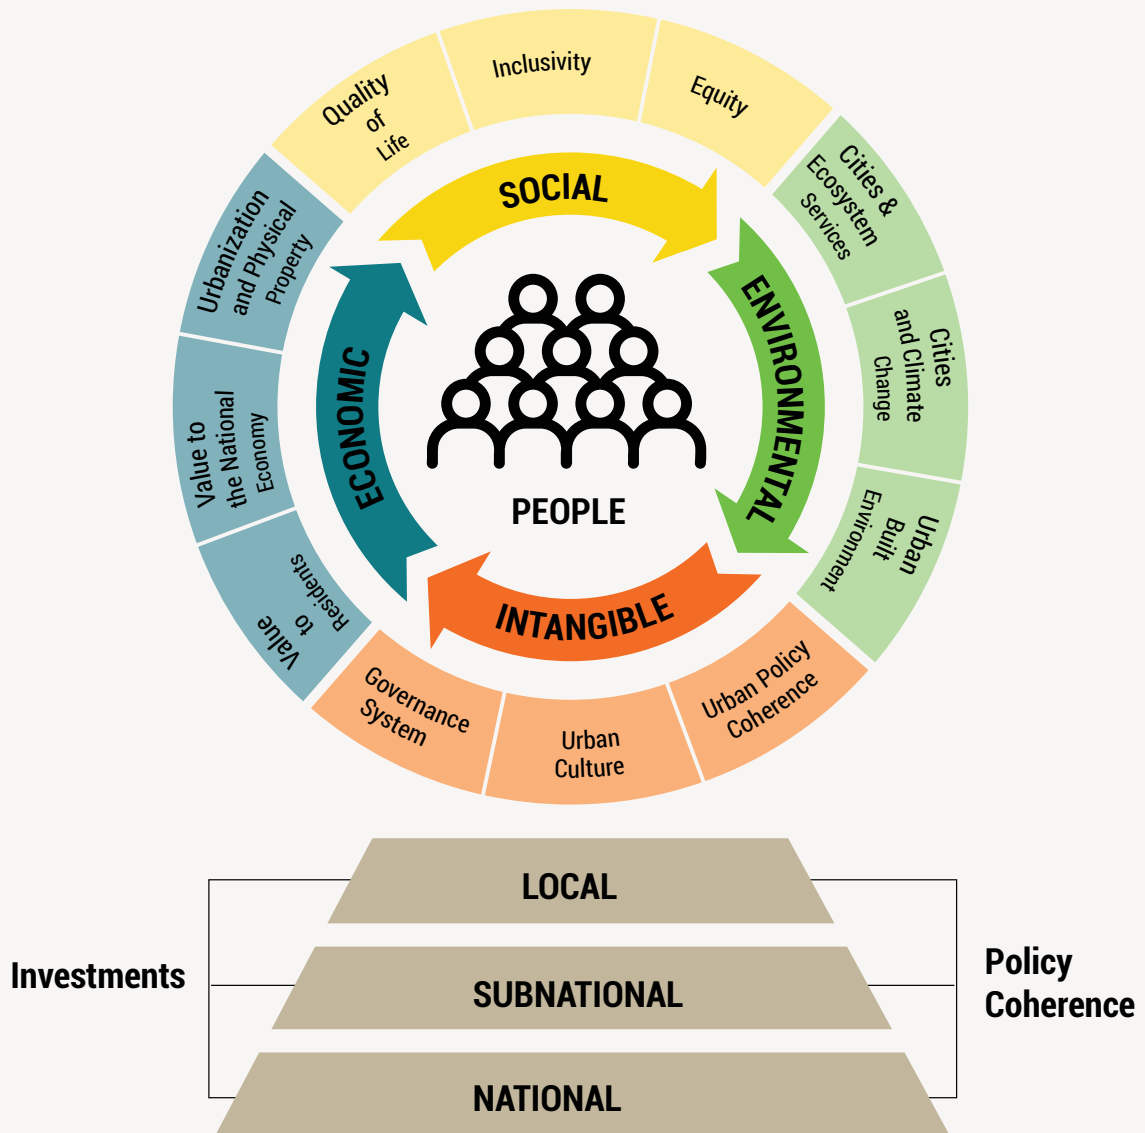 Quality
of
Life
Inclusivity
Equity
Cities &
Ecosystem
Services
Cities
and Climate
Change
Urban
Built
Environment
Urban Policy
Coherence
Urban
Culture
Governance
System
Value
to
Residents
Value to
the National
Economy
Urbanization
and Physical
Property
SOCIAL
ENVIRONMENTAL
INTANGIBLE
ECONOMIC
PEOPLE
LOCAL
SUBNATIONAL
NATIONAL
Investments
Policy
Coherence